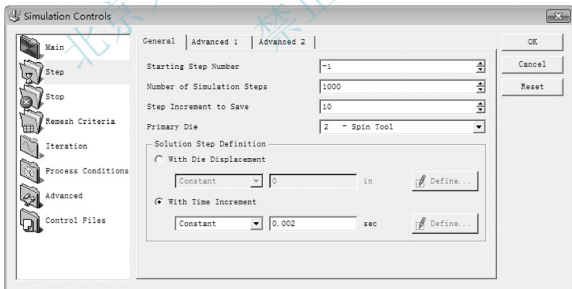 Simulation Controls
Main
Step
Stop
Remesh Criteria
Iteration
Process Conditions
Advanced
Control Files
General Advanced 1 Advanced 2
Starting Step Number -1
Number of Simulation Steps 1000
Step Increment to Save 10
Primary Die 2 - Spin Tool
Solution Step Definition
With Die Displacement
Constant 0 in Define...
With Time Increment
Constant 0.002 sec Define...
OK
Cancel
Reset